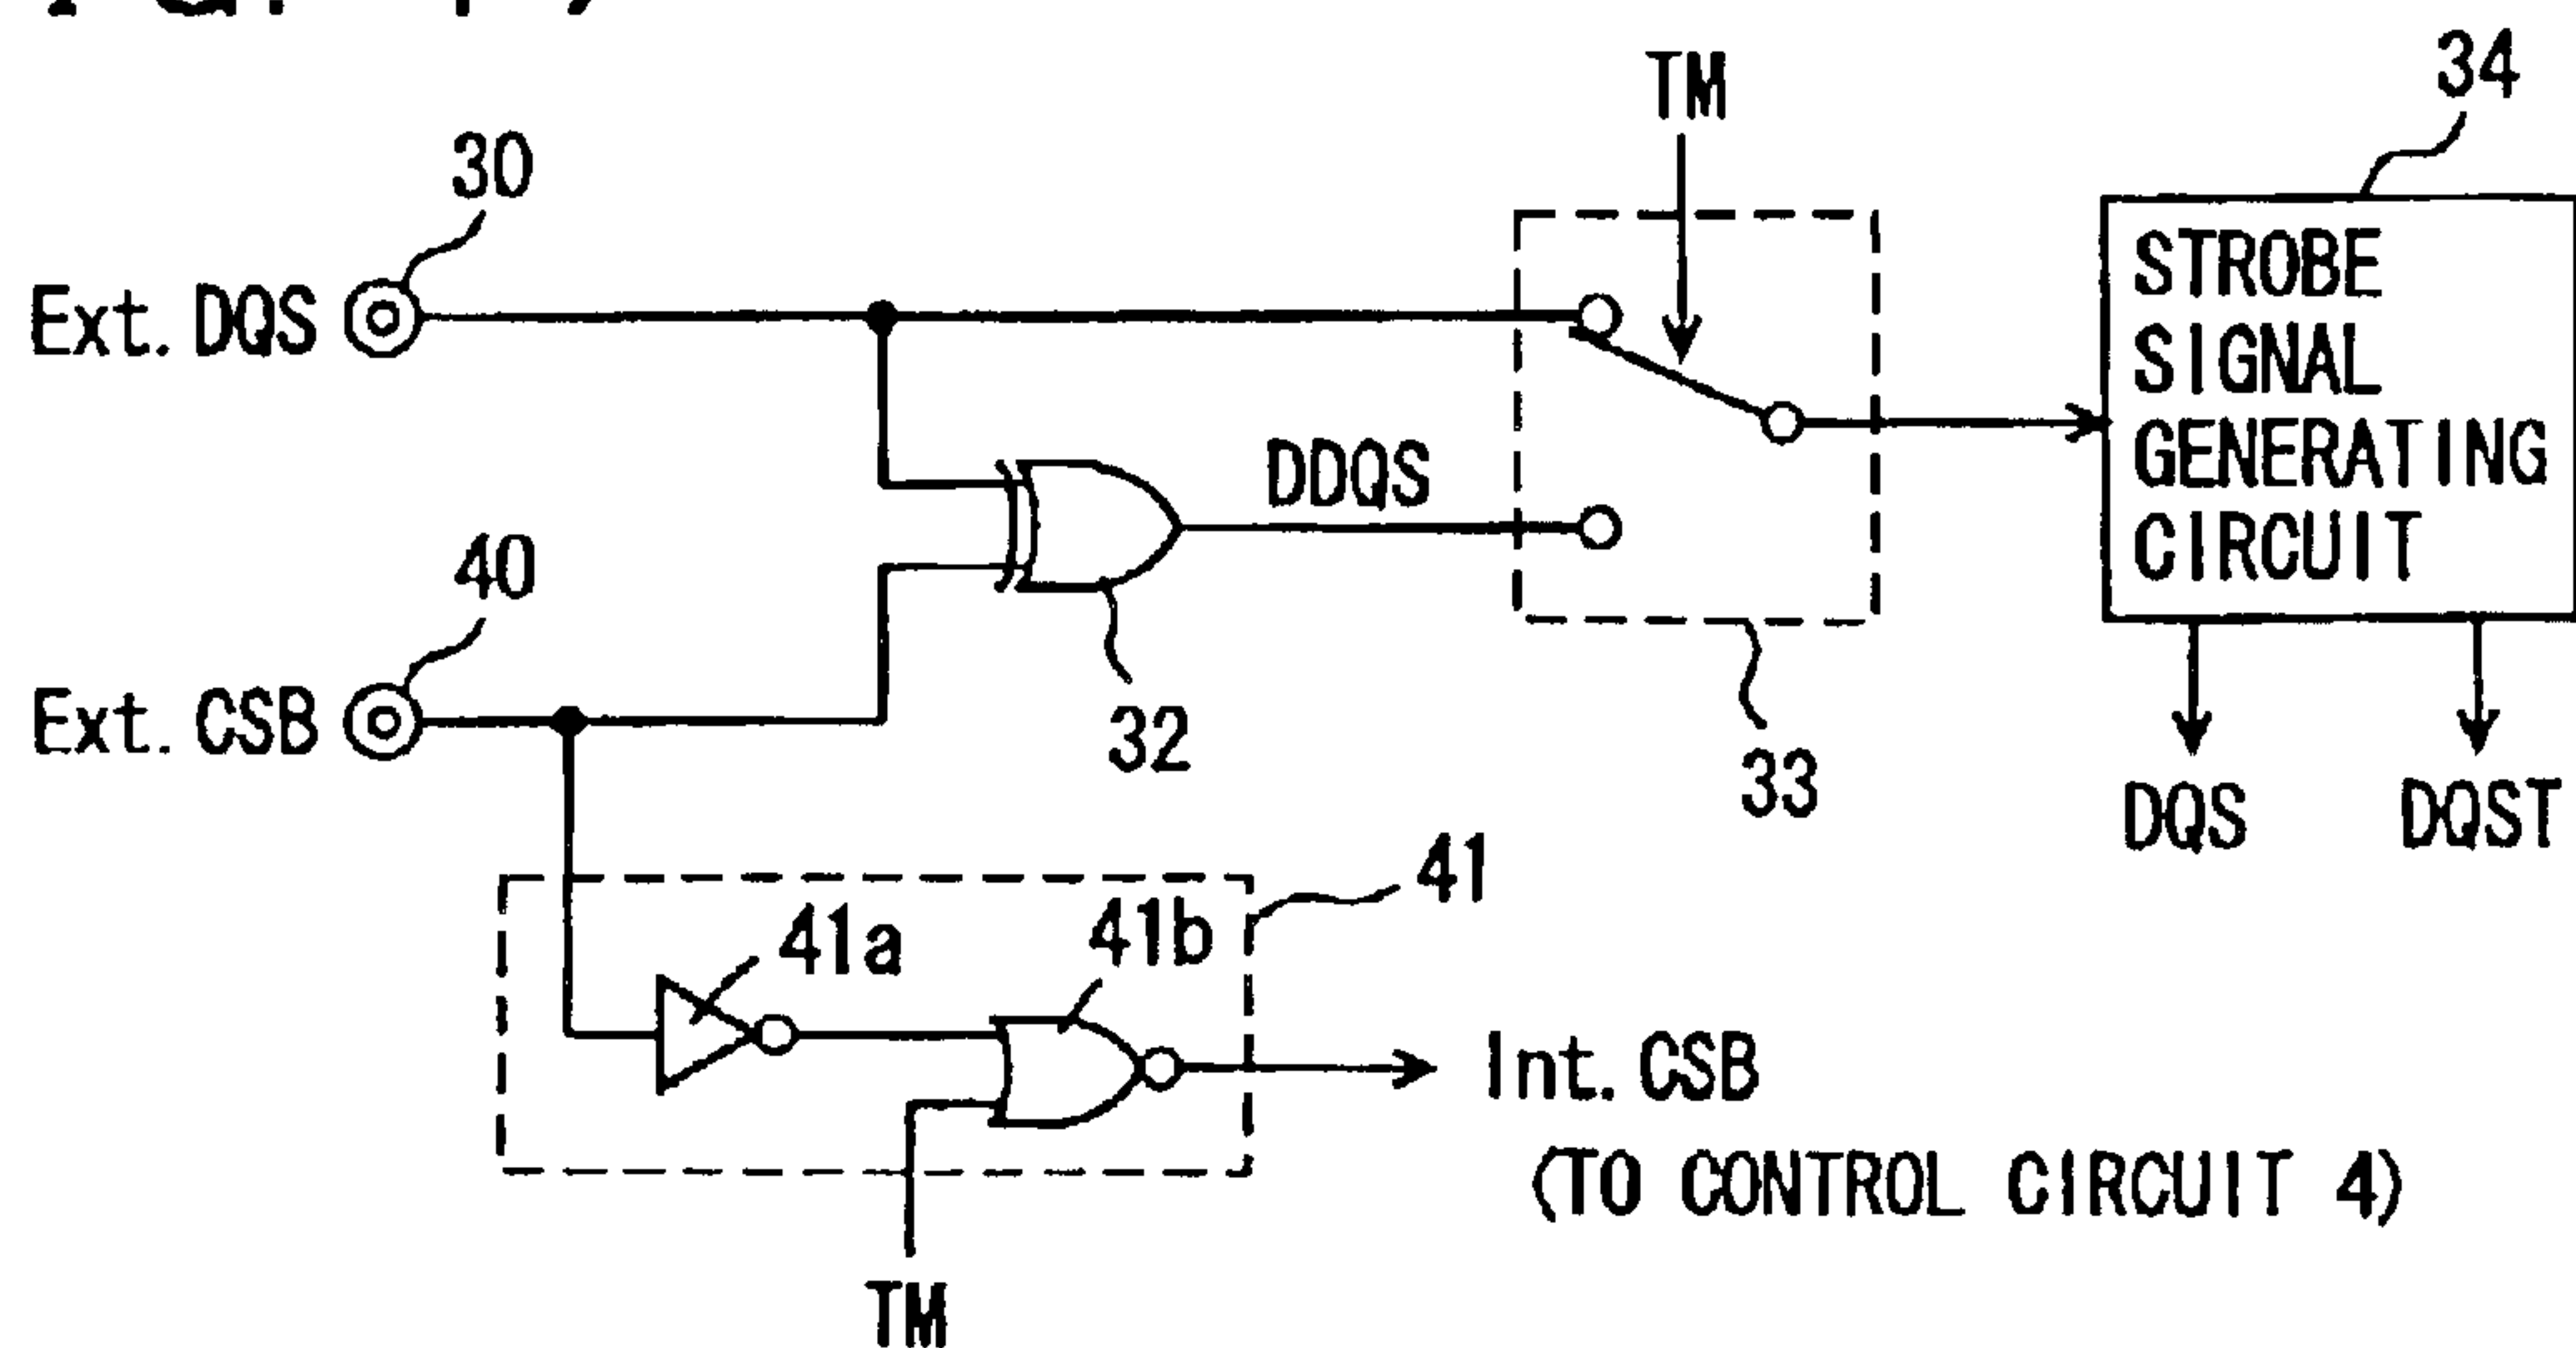 TM
34
30
Ext. DQS
STROBE
SIGNAL
GENERATING
CIRCUIT
DDQS
40
32
Ext. CSB
33
DQS
DQST
41
41a
41b
Int. CSB
(TO CONTROL CIRCUIT 4)
TM